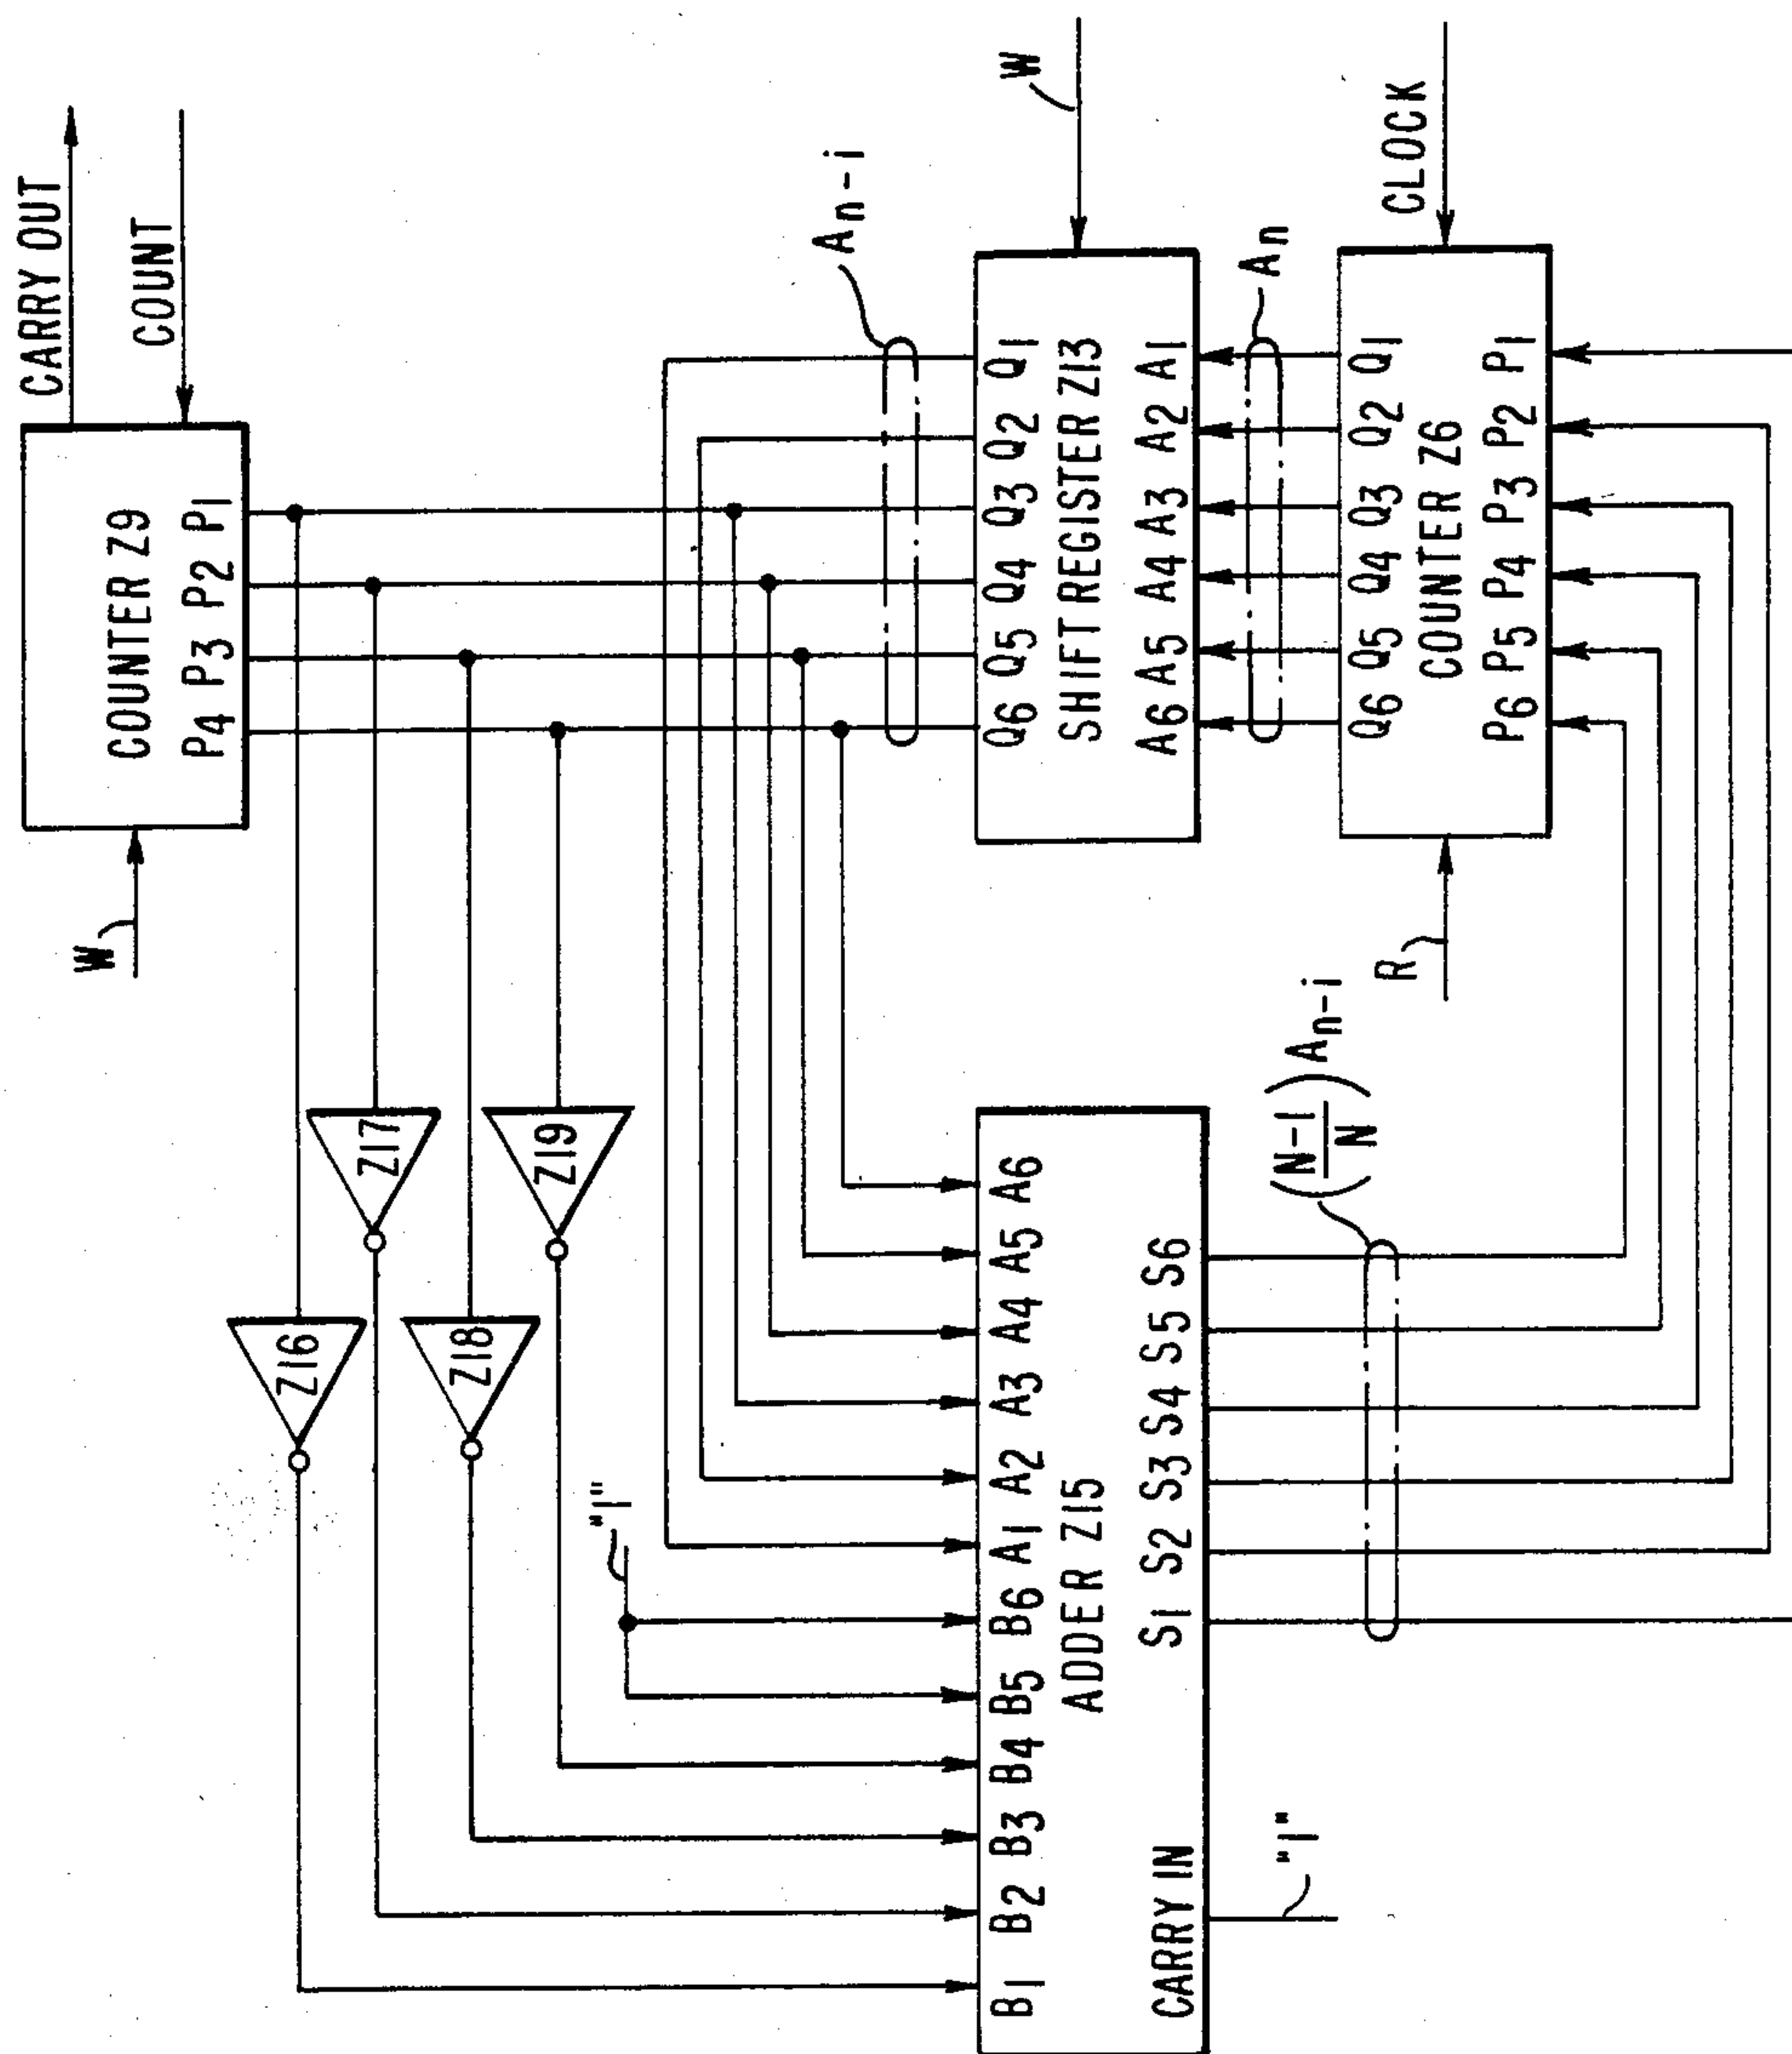 CARRY OUT
COUNT
COUNTER Z9
P4 P3 P2 P1
W
Z16
Z17
Z18
Z19
An-i
W
Q6 Q5 Q4 Q3 Q2 Q1
SHIFT REGISTER Z13
A6 A5 A4 A3 A2 A1
An
CLOCK
Q6 Q5 Q4 Q3 Q2 Q1
COUNTER Z6
P6 P5 P4 P3 P2 P1
R
"1"
B1 B2 B3 B4 B5 B6 A1 A2 A3 A4 A5 A6
ADDER Z15
CARRY IN S1 S2 S3 S4 S5 S6
"1"
(N-1/N) An-i